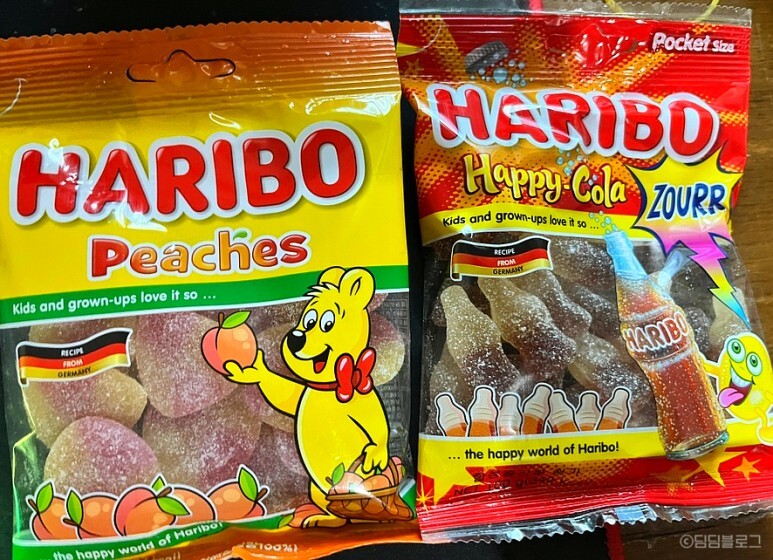 HARIBO
Peaches
Kids and grown-ups love it so ...
RECIPE
FROM
GERMANY
the happy world of Haribo!
Pocket Size
HARIBO
Happy-Cola
ZOURR
Kids and grown-ups love it so ...
RECIPE
FROM
GERMANY
HARIBO
... the happy world of Haribo!
©딤딤블로그